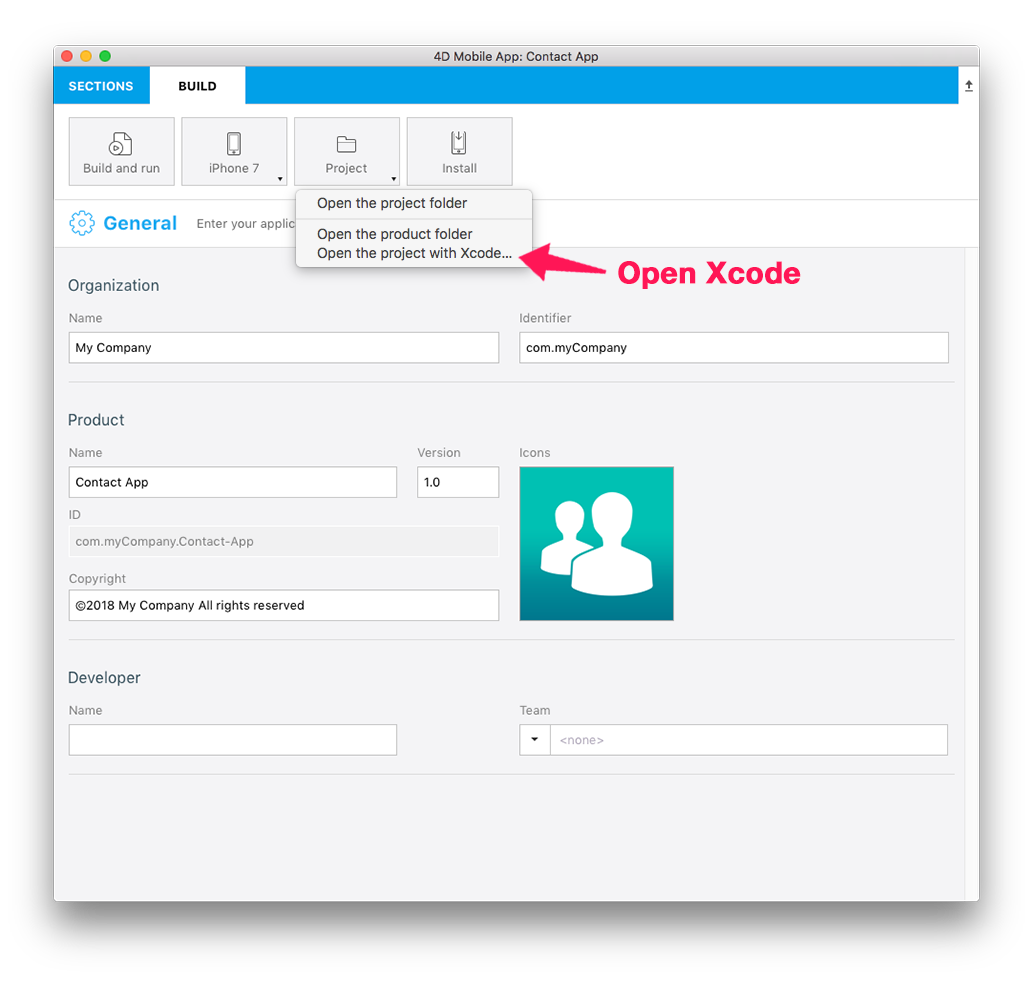 4D Mobile App: Contact App
SECTIONS
BUILD
Build and run
iPhone 7
Project
Install
Open the project folder
General
Enter your applic
Open the product folder
Open the project with Xcode...
Open Xcode
Organization
Name
Identifier
My Company
com.myCompany
Product
Name
Version
Icons
Contact App
1.0
ID
com.myCompany.Contact-App
Copyright
©2018 My Company All rights reserved
Developer
Name
Team
<none>